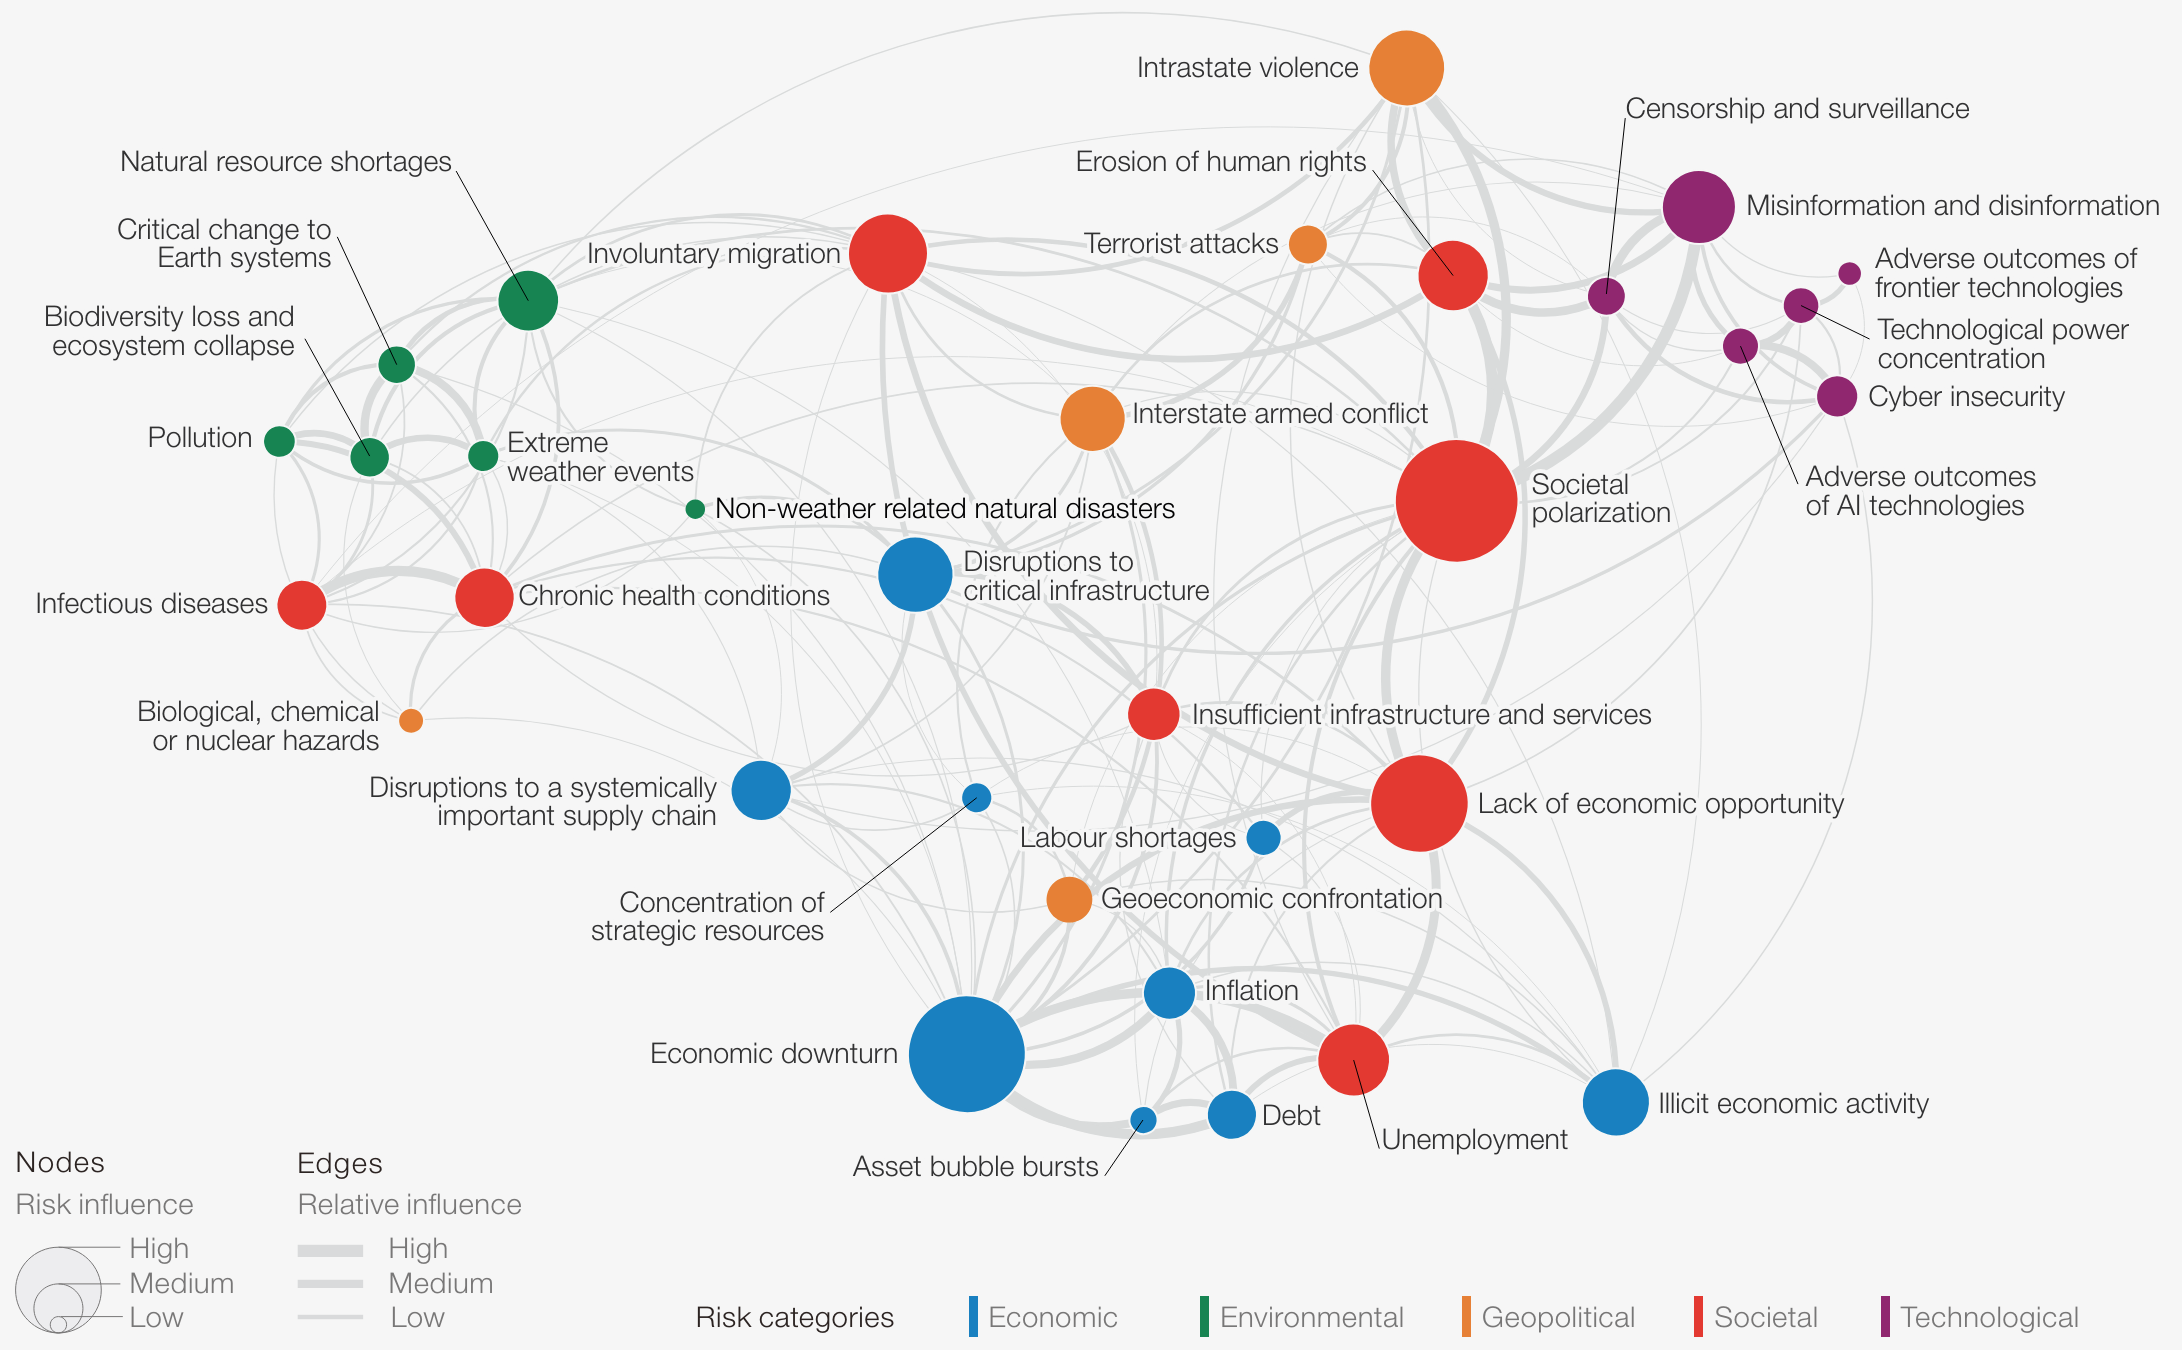 Intrastate violence
Censorship and surveillance
Natural resource shortages
Erosion of human rights
Misinformation and disinformation
Critical change to
Earth systems
Involuntary migration
Terrorist attacks
Adverse outcomes of
frontier technologies
Biodiversity loss and
ecosystem collapse
Technological power
concentration
Cyber insecurity
Interstate armed conflict
Pollution
Extreme
weather events
Societal
polarization
Adverse outcomes
of AI technologies
Non-weather related natural disasters
Disruptions to
critical infrastructure
Infectious diseases
Chronic health conditions
Biological, chemical
or nuclear hazards
Insufficient infrastructure and services
Disruptions to a systemically
important supply chain
Lack of economic opportunity
Labour shortages
Concentration of
strategic resources
Geoeconomic confrontation
Inflation
Economic downturn
Illicit economic activity
Debt
Unemployment
Asset bubble bursts
Nodes
Risk influence
High
Medium
Low
Edges
Relative influence
High
Medium
Low
Risk categories
Economic
Environmental
Geopolitical
Societal
Technological